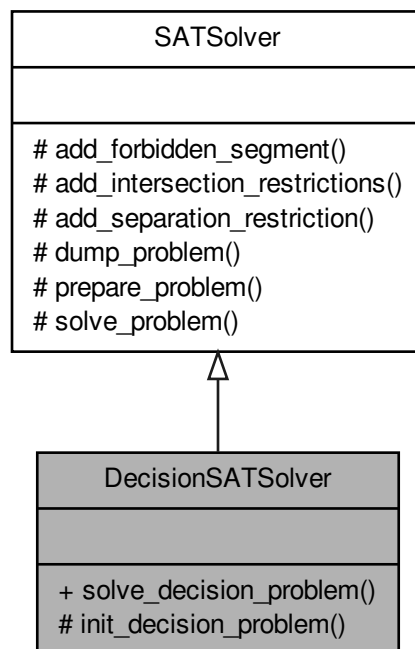 SATSolver
# add_forbidden_segment()
# add_intersection_restrictions()
# add_separation_restriction()
# dump_problem()
# prepare_problem()
# solve_problem()
DecisionSATSolver
+ solve_decision_problem()
# init_decision_problem()